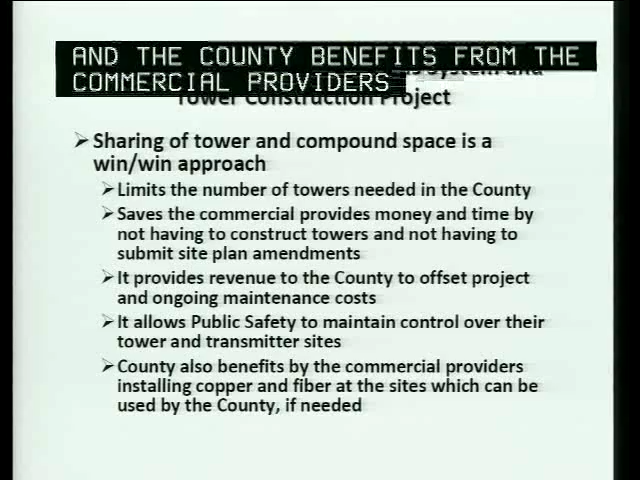 AND THE COUNTY BENEFITS FROM THE
COMMERCIAL PROVIDERS
System and
Tower Construction Project
➢ Sharing of tower and compound space is a
win/win approach
➢ Limits the number of towers needed in the County
➢ Saves the commercial provides money and time by
not having to construct towers and not having to
submit site plan amendments
➢ It provides revenue to the County to offset project
and ongoing maintenance costs
➢ It allows Public Safety to maintain control over their
tower and transmitter sites
➢ County also benefits by the commercial providers
installing copper and fiber at the sites which can be
used by the County, if needed